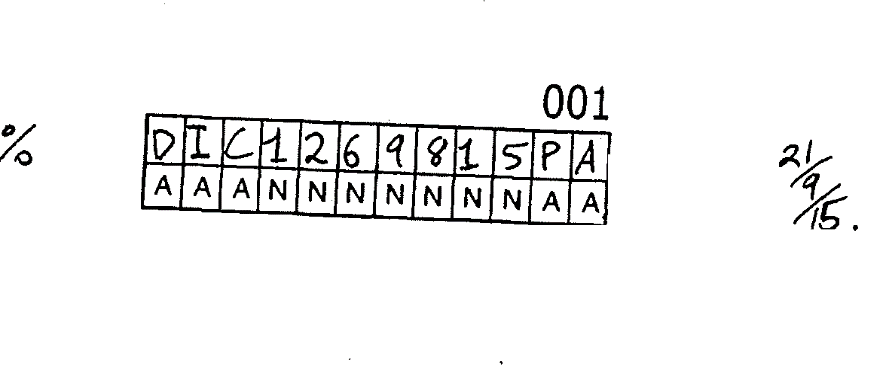 001
%
DIC1269815PA
AAANNNNNNNAA
21/9/15.